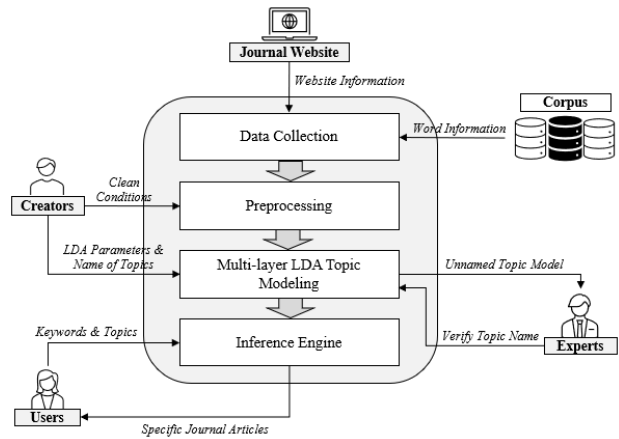 Journal Website
Website Information
Corpus
Data Collection
Word Information
Clean
Conditions
Creators
Preprocessing
LDA Parameters &
Name of Topics
Multi-layer LDA Topic
Modeling
Unnamed Topic Model
Keywords & Topics
Inference Engine
Verify Topic Name
Experts
Users
Specific Journal Articles